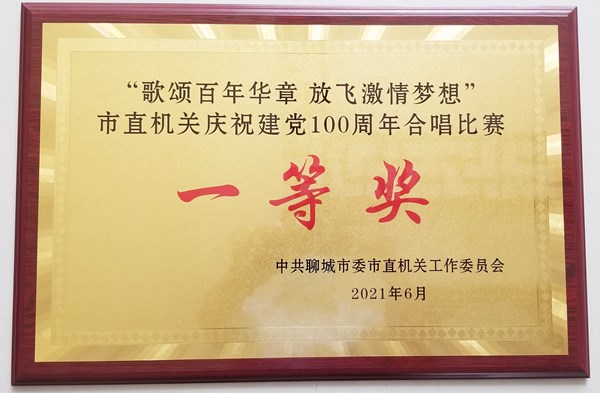 “歌颂百年华章 放飞激情梦想”
市直机关庆祝建党100周年合唱比赛
一等奖
中共聊城市委市直机关工作委员会
2021年6月